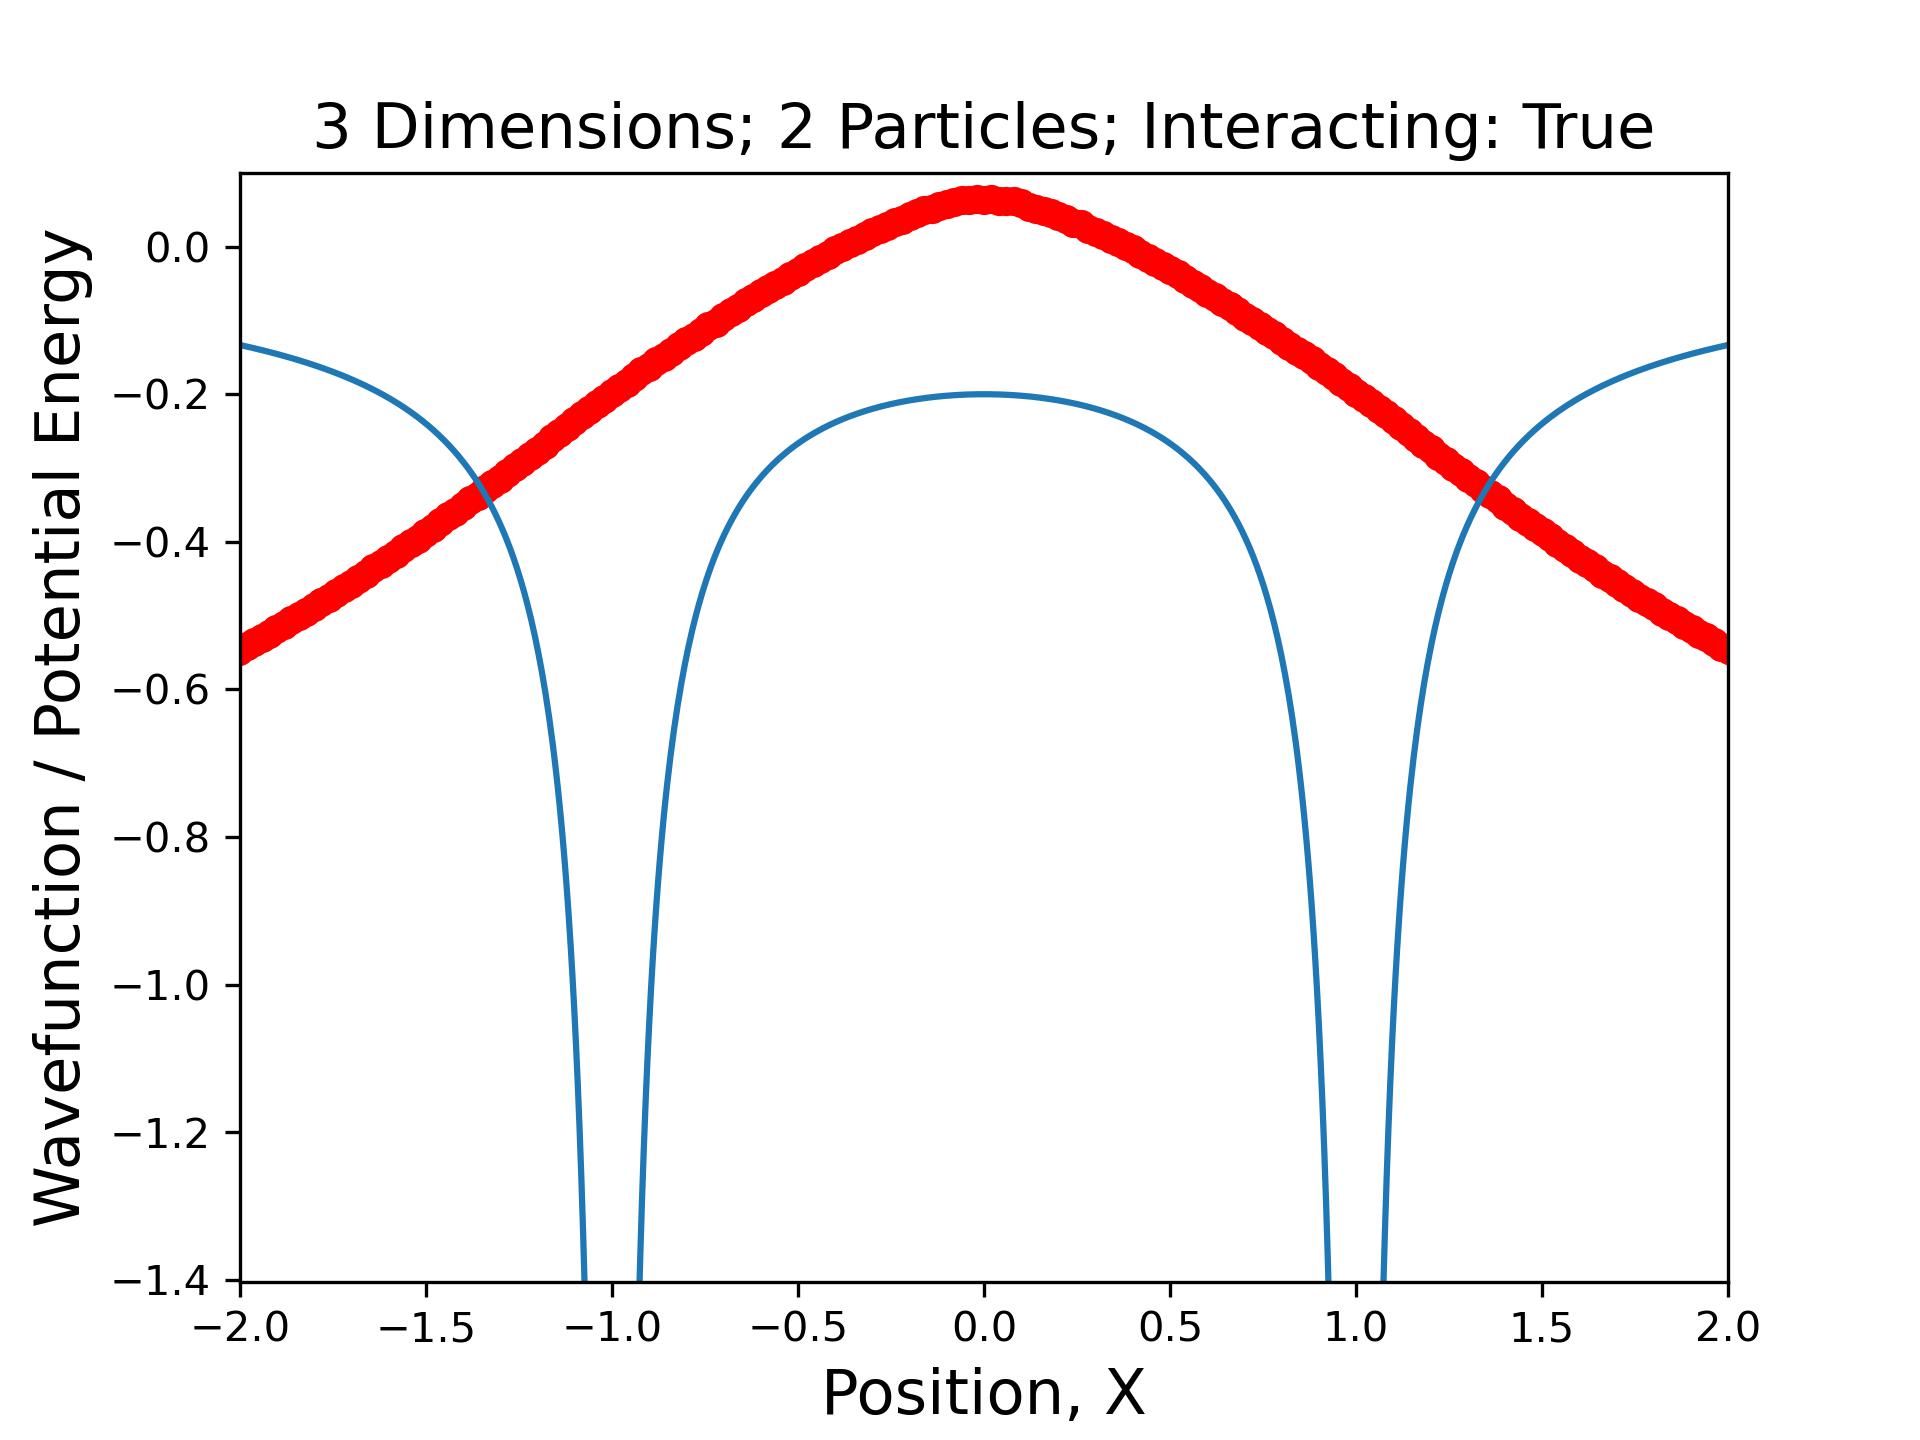 3 Dimensions; 2 Particles; Interacting: True
Wavefunction / Potential Energy
0.0
−0.2
−0.4
−0.6
−0.8
−1.0
−1.2
−1.4
−2.0 −1.5 −1.0 −0.5 0.0 0.5 1.0 1.5 2.0
Position, X